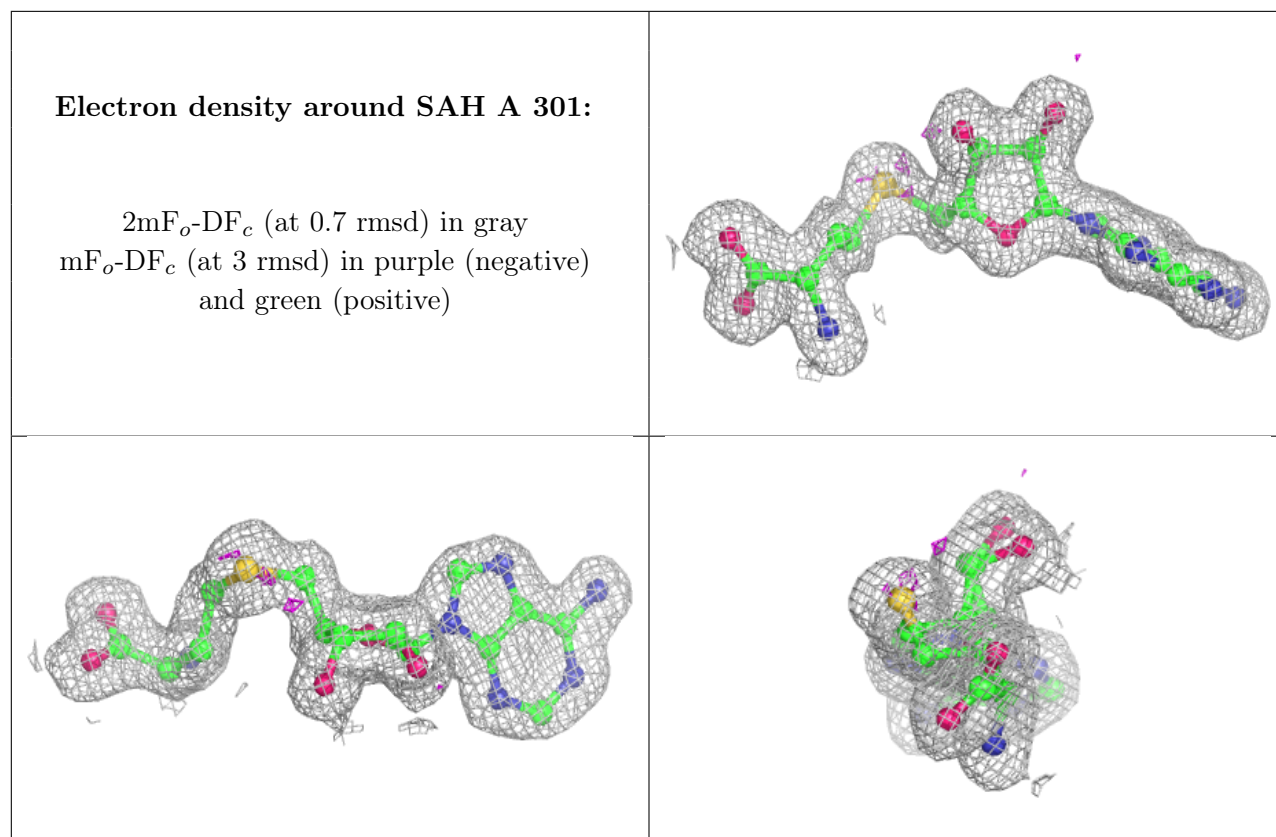 Electron density around SAH A 301:
2mFₒ-DF𝒸 (at 0.7 rmsd) in gray
mFₒ-DF𝒸 (at 3 rmsd) in purple (negative)
and green (positive)